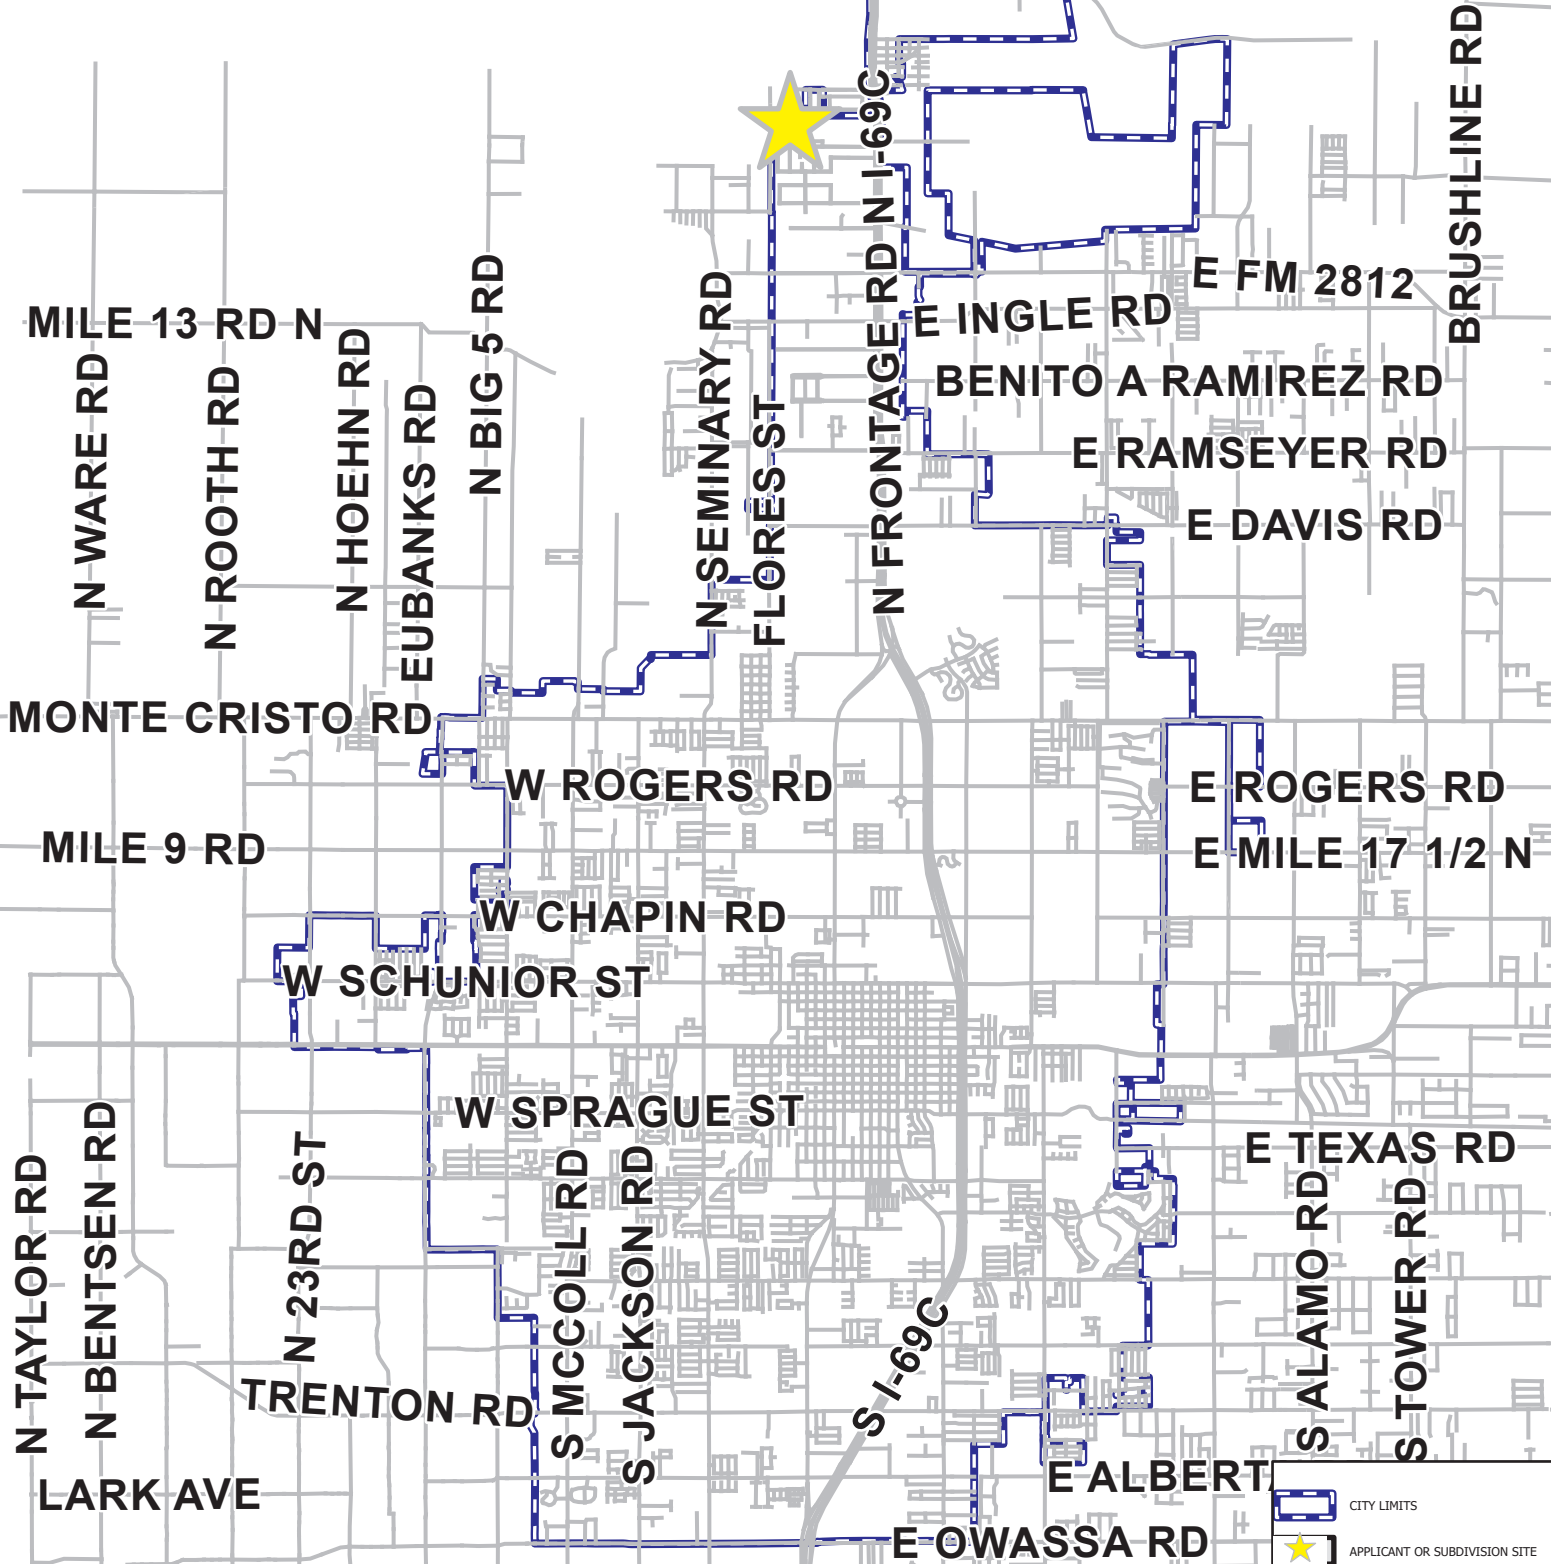 BRUSHLINE RD
N I-69C
E FM 2812
MILE 13 RD N
E INGLE RD
N BIG 5 RD
N SEMINARY RD
N FRONTAGE RD
N WARE RD
N ROOTH RD
N HOEHN RD
EUBANKS RD
FLORES ST
BENITO A RAMIREZ RD
E RAMSEYER RD
E DAVIS RD
MONTE CRISTO RD
W ROGERS RD
E ROGERS RD
MILE 9 RD
E MILE 17 1/2 N
W CHAPIN RD
W SCHUNIOR ST
W SPRAGUE ST
E TEXAS RD
N TAYLOR RD
N BENTSEN RD
N 23RD ST
S MCCOLL RD
S JACKSON RD
S I-69C
S ALAMO RD
S TOWER RD
TRENTON RD
LARK AVE
E ALBERTA
E OWASSA RD
CITY LIMITS
APPLICANT OR SUBDIVISION SITE